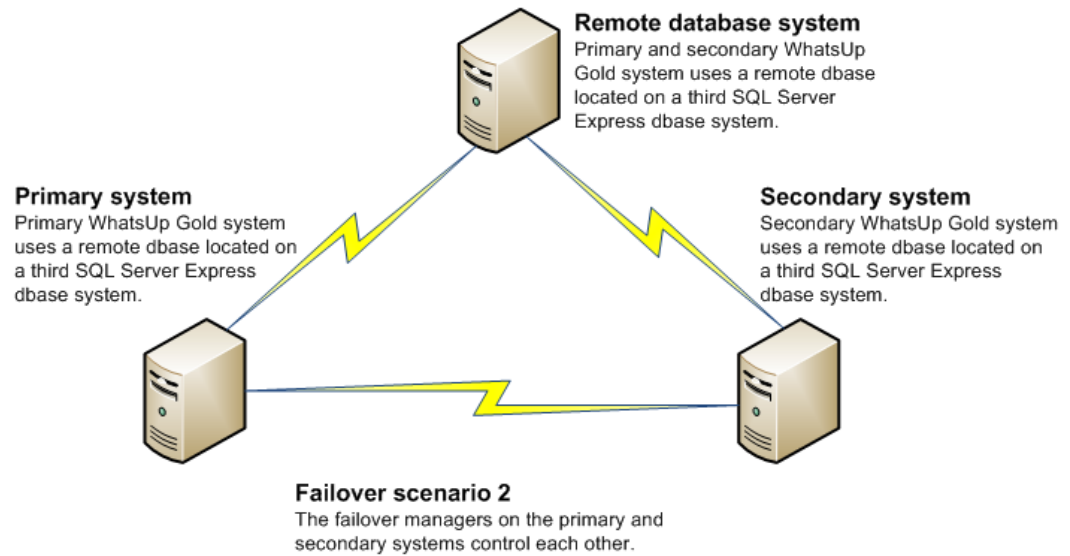 Remote database system
Primary and secondary WhatsUp
Gold system uses a remote dbase
located on a third SQL Server
Express dbase system.
Primary system
Primary WhatsUp Gold system
uses a remote dbase located on
a third SQL Server Express
dbase system.
Secondary system
Secondary WhatsUp Gold system
uses a remote dbase located on
a third SQL Server Express
dbase system.
Failover scenario 2
The failover managers on the primary and
secondary systems control each other.